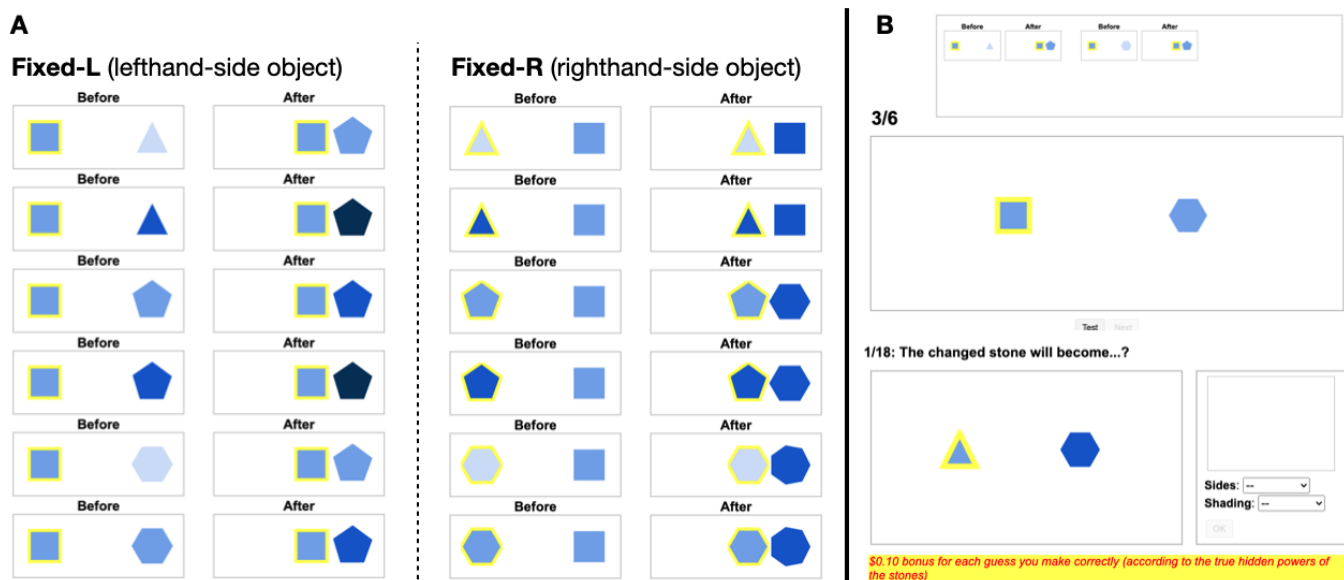 A
Fixed-L (lefthand-side object)
Before After
Before After
Before After
Before After
Before After
Before After
Fixed-R (righthand-side object)
Before After
Before After
Before After
Before After
Before After
Before After
B
Before After Before After
3/6
Test Next
1/18: The changed stone will become...?
Sides: --
Shading: --
OK
$0.10 bonus for each guess you make correctly (according to the true hidden powers of
the stones)